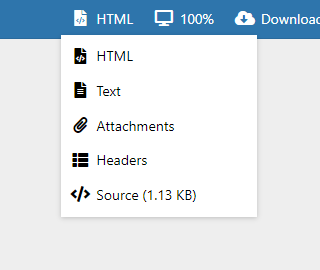 HTML 100% Download
HTML
Text
Attachments
Headers
Source (1.13 KB)